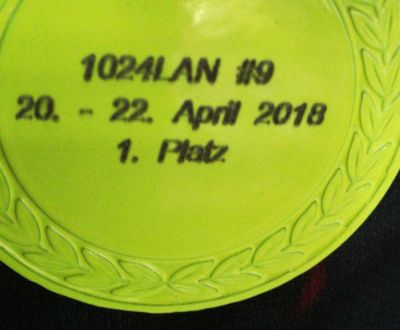 1024LAN #9
20. - 22. April 2018
1. Platz